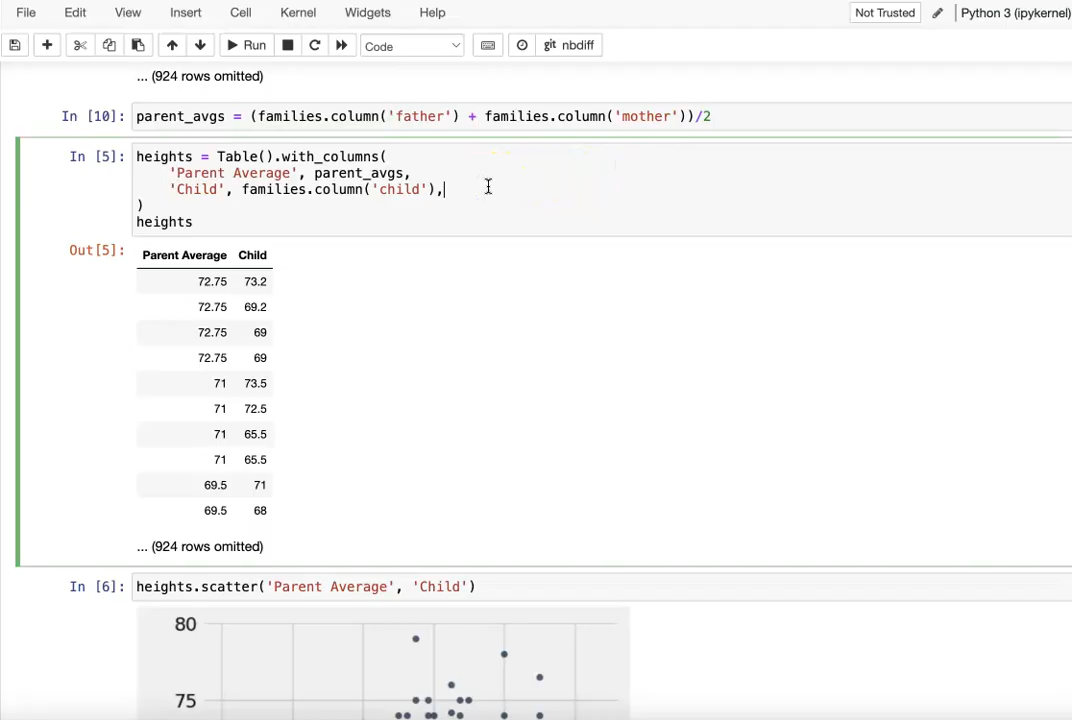 File Edit View Insert Cell Kernel Widgets Help Not Trusted Python 3 (ipykernel)
Run Code git nbdiff
... (924 rows omitted)
In [10]: parent_avgs = (families.column('father') + families.column('mother'))/2
In [5]: heights = Table().with_columns(
'Parent Average', parent_avgs,
'Child', families.column('child'),
)
heights
Out[5]: Parent Average Child
72.75 73.2
72.75 69.2
72.75 69
72.75 69
71 73.5
71 72.5
71 65.5
71 65.5
69.5 71
69.5 68
... (924 rows omitted)
In [6]: heights.scatter('Parent Average', 'Child')
80
75